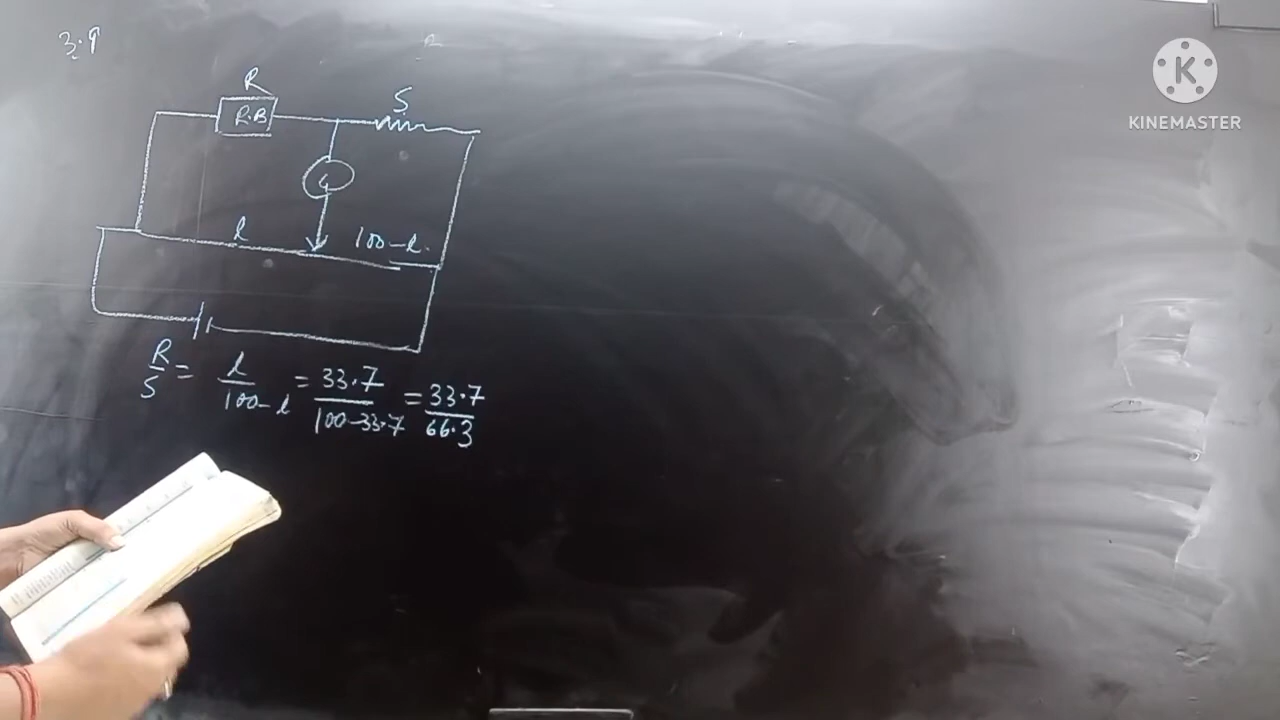 3.9
R
R.B
S
G
l
100-l
R/S = l/100-l = 33.7/100-33.7 = 33.7/66.3
K
KINEMASTER